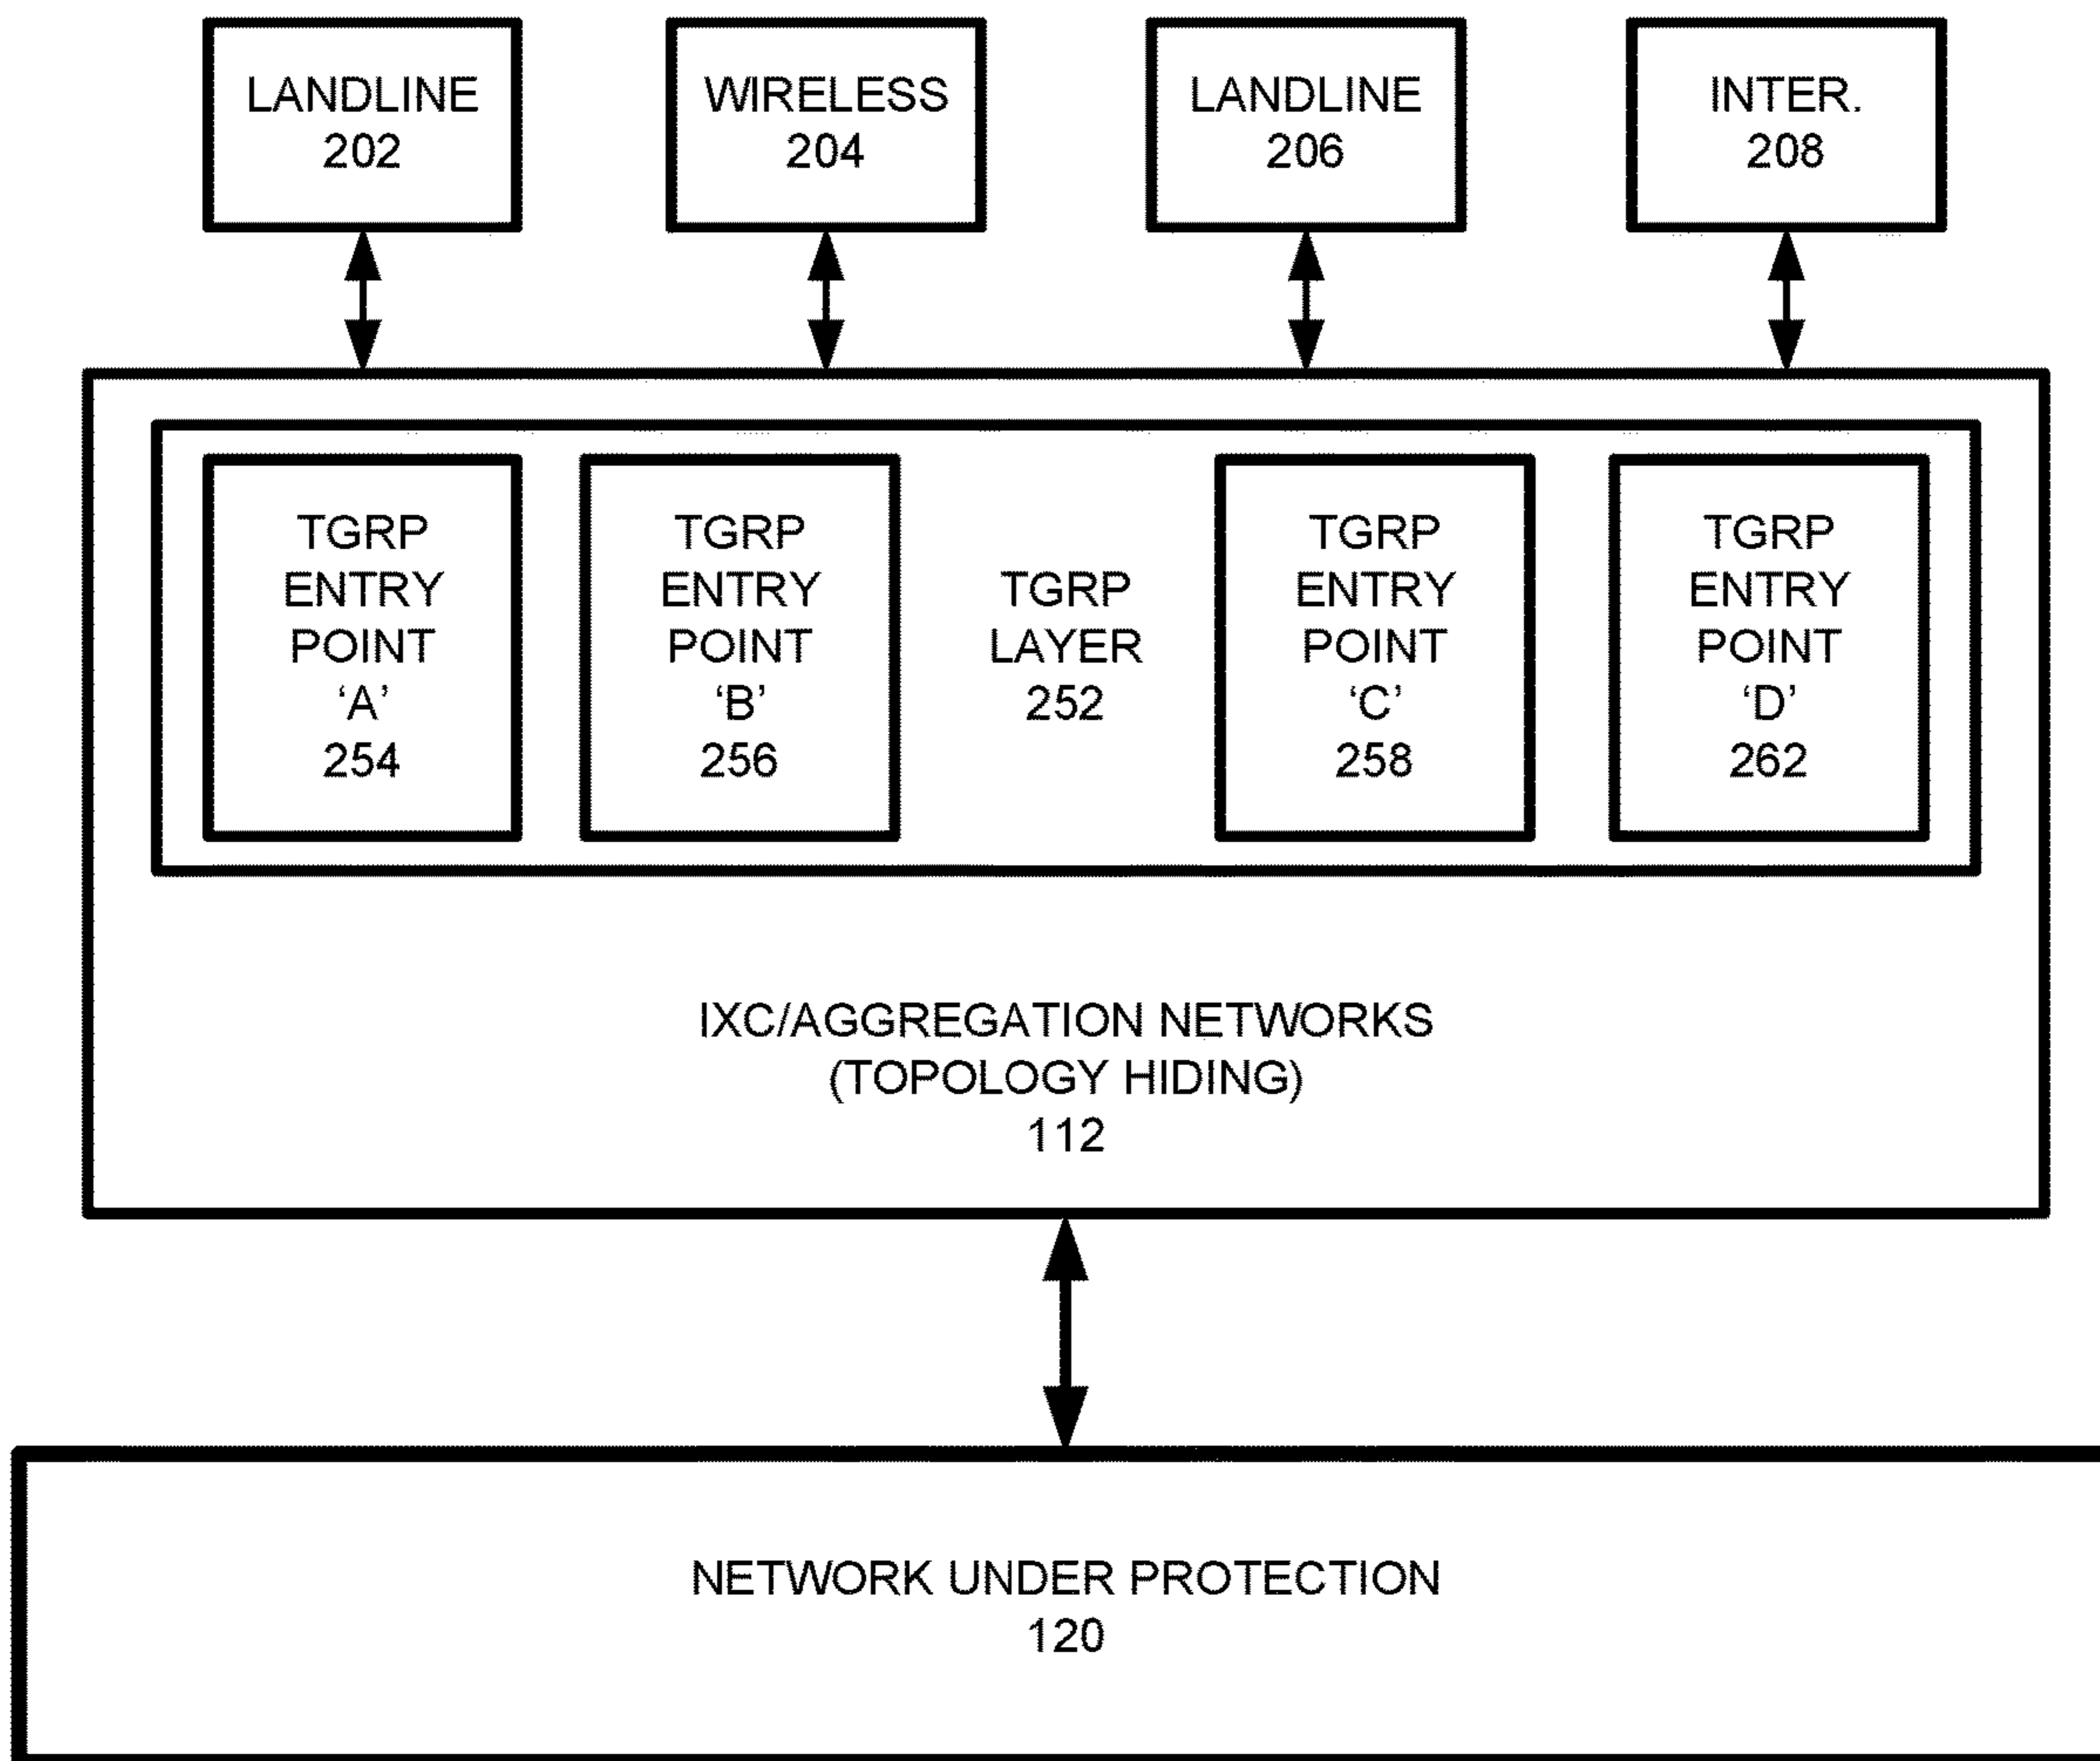 LANDLINE
202
WIRELESS
204
LANDLINE
206
INTER.
208
TGRP
ENTRY
POINT
‘A’
254
TGRP
ENTRY
POINT
‘B’
256
TGRP
LAYER
252
TGRP
ENTRY
POINT
‘C’
258
TGRP
ENTRY
POINT
‘D’
262
IXC/AGGREGATION NETWORKS
(TOPOLOGY HIDING)
112
NETWORK UNDER PROTECTION
120